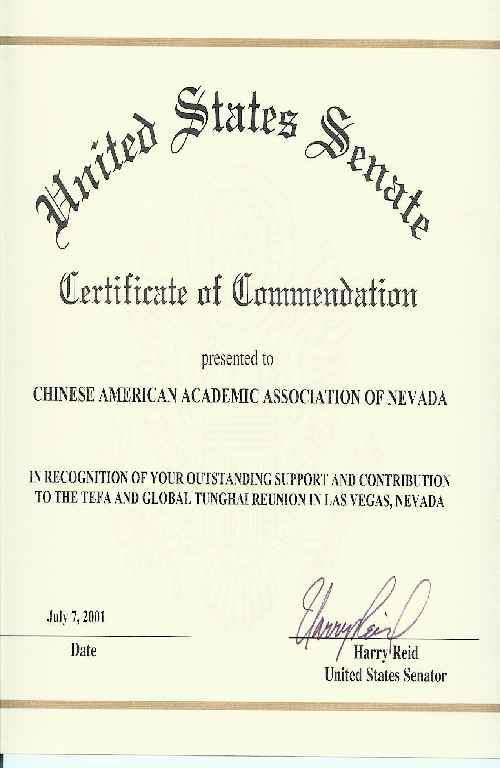 United States Senate
Certificate of Commendation
presented to
CHINESE AMERICAN ACADEMIC ASSOCIATION OF NEVADA
IN RECOGNITION OF YOUR OUTSTANDING SUPPORT AND CONTRIBUTION
TO THE TEFA AND GLOBAL TUNGHAI REUNION IN LAS VEGAS, NEVADA
July 7, 2001
Date
Harry Reid
Harry Reid
United States Senator